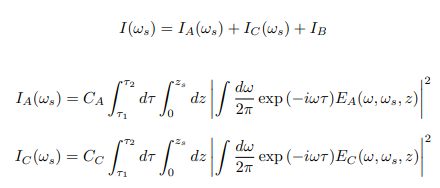 I(ω_s) = I_A(ω_s) + I_C(ω_s) + I_B
I_A(ω_s) = C_A ∫_{τ_1}^{τ_2} dτ ∫_0^{z_s} dz |∫ dω/2π exp (−iωτ) E_A(ω, ω_s, z)|^2
I_C(ω_s) = C_C ∫_{τ_1}^{τ_2} dτ ∫_0^{z_s} dz |∫ dω/2π exp (−iωτ) E_C(ω, ω_s, z)|^2